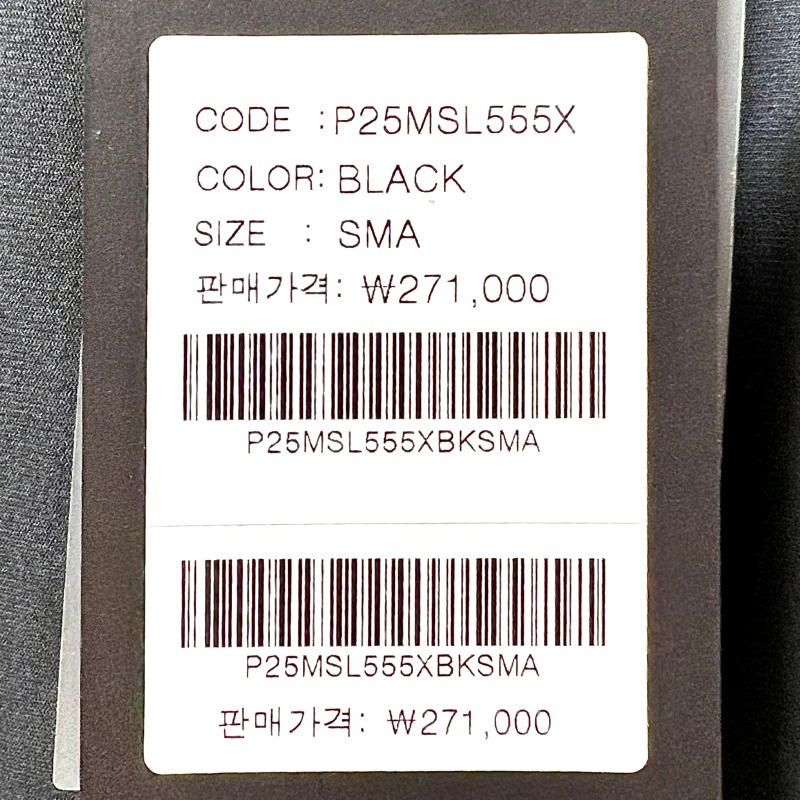 CODE :P25MSL555X
COLOR: BLACK
SIZE : SMA
판매가격: ₩271,000
P25MSL555XBKSMA
P25MSL555XBKSMA
판매가격: ₩271,000